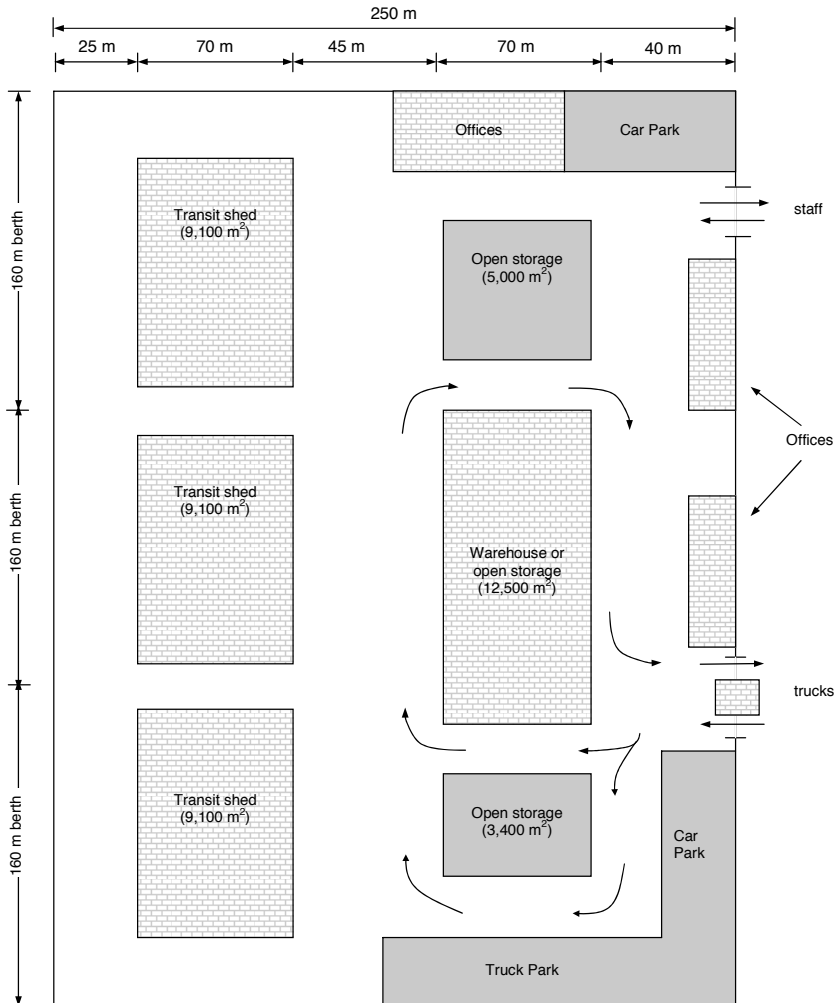 250 m
25 m
70 m
45 m
70 m
40 m
160 m berth
160 m berth
160 m berth
Offices
Car Park
staff
Transit shed
(9,100 m²)
Open storage
(5,000 m²)
Offices
Transit shed
(9,100 m²)
Warehouse or
open storage
(12,500 m²)
trucks
Transit shed
(9,100 m²)
Open storage
(3,400 m²)
Car
Park
Truck Park